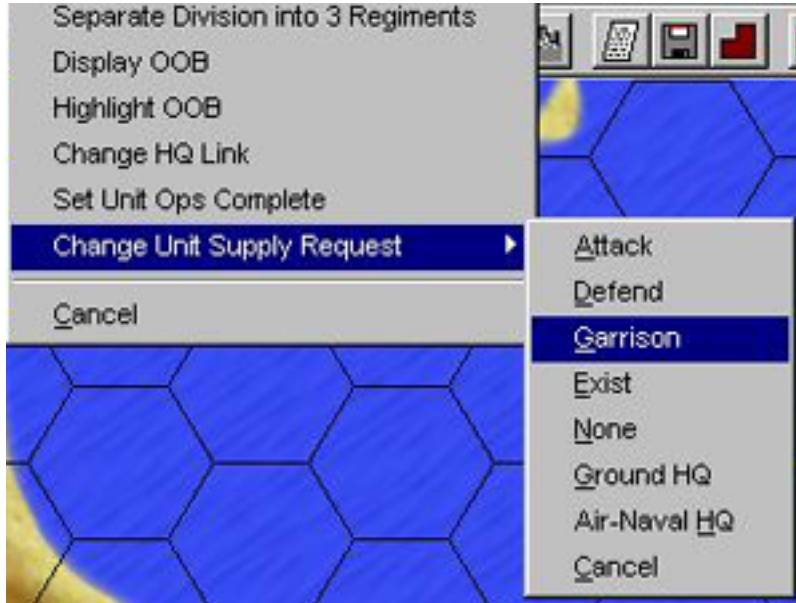 Separate Division into 3 Regiments
Display OOB
Highlight OOB
Change HQ Link
Set Unit Ops Complete
Change Unit Supply Request
Cancel
Attack
Defend
Garrison
Exist
None
Ground HQ
Air-Naval HQ
Cancel